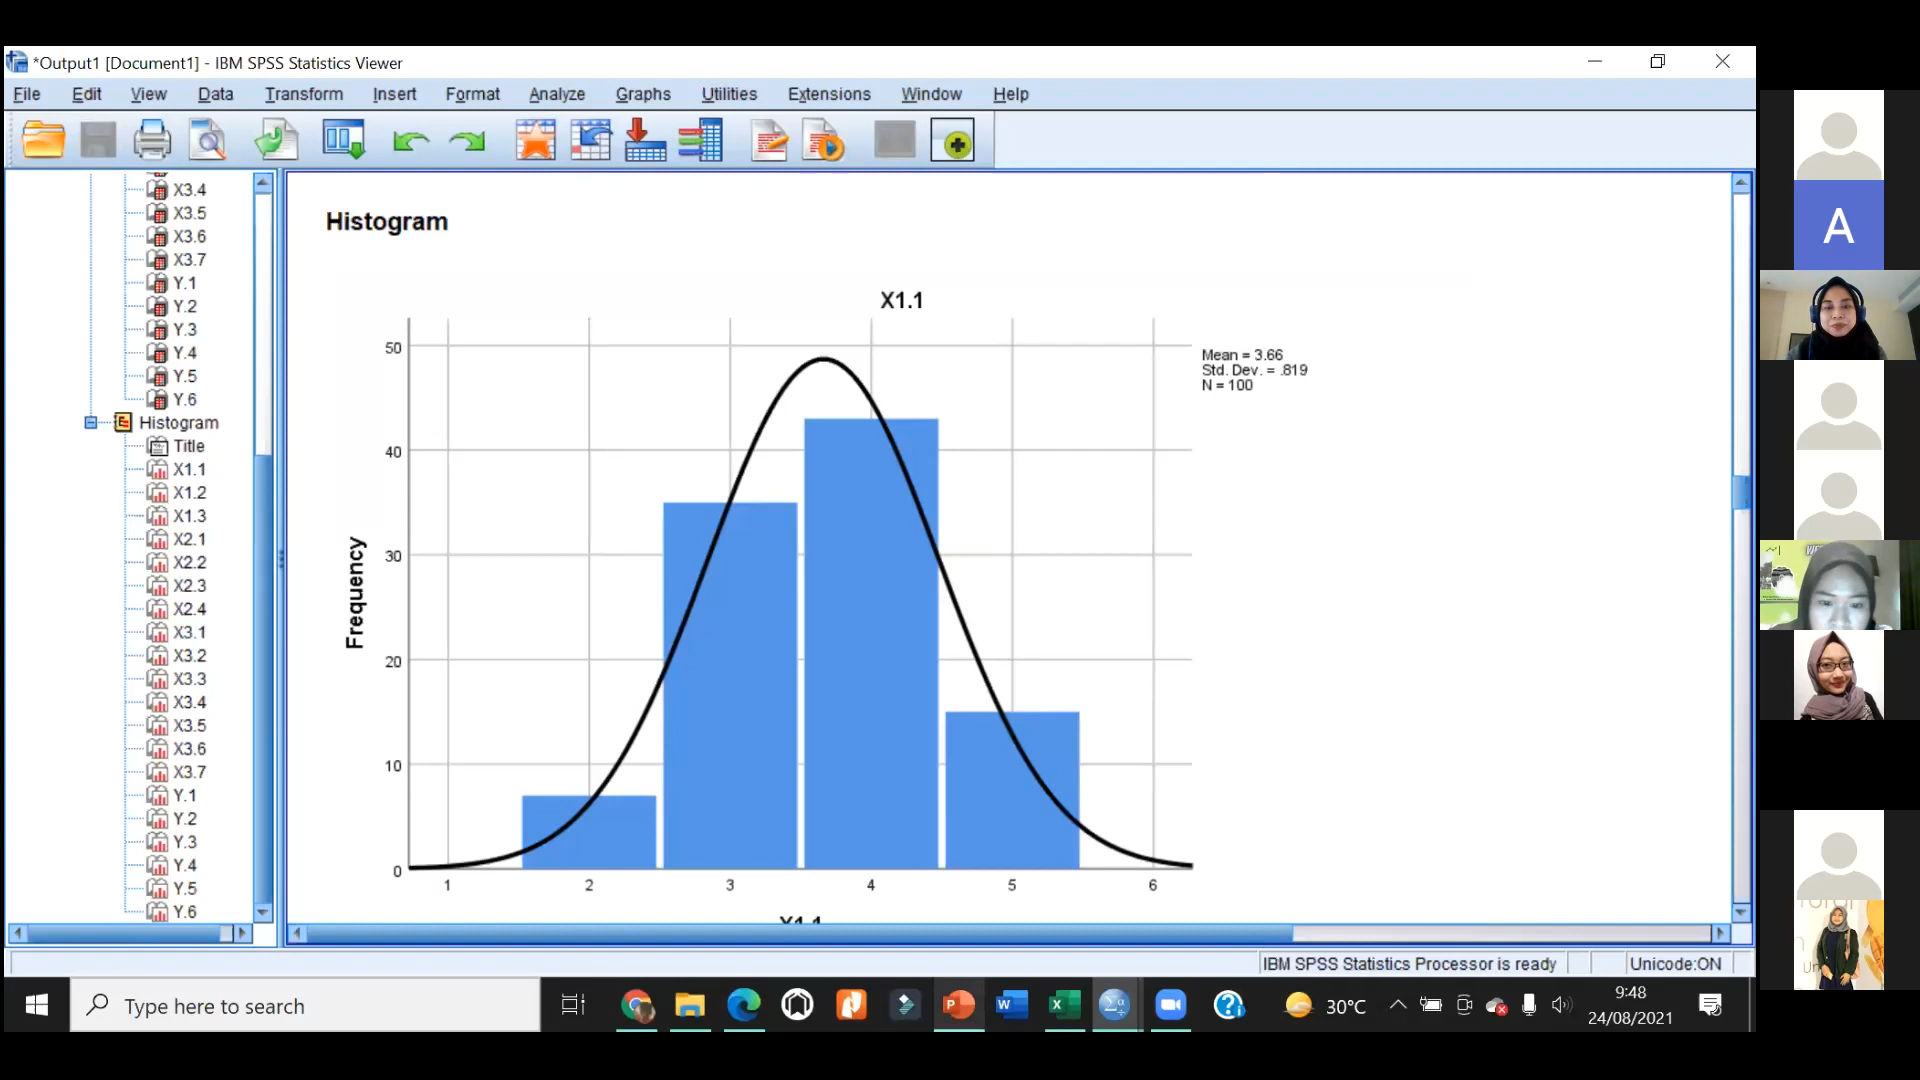 *Output1 [Document1] - IBM SPSS Statistics Viewer
File Edit View Data Transform Insert Format Analyze Graphs Utilities Extensions Window Help
X3.4
X3.5
X3.6
X3.7
Y.1
Y.2
Y.3
Y.4
Y.5
Y.6
Histogram
Title
X1.1
X1.2
X1.3
X2.1
X2.2
X2.3
X2.4
X3.1
X3.2
X3.3
X3.4
X3.5
X3.6
X3.7
Y.1
Y.2
Y.3
Y.4
Y.5
Y.6
Histogram
X1.1
Mean = 3.66
Std. Dev. = .819
N = 100
Frequency
50
40
30
20
10
0
1 2 3 4 5 6
X1.1
IBM SPSS Statistics Processor is ready
Unicode:ON
Type here to search
30°C
9:48
24/08/2021
A